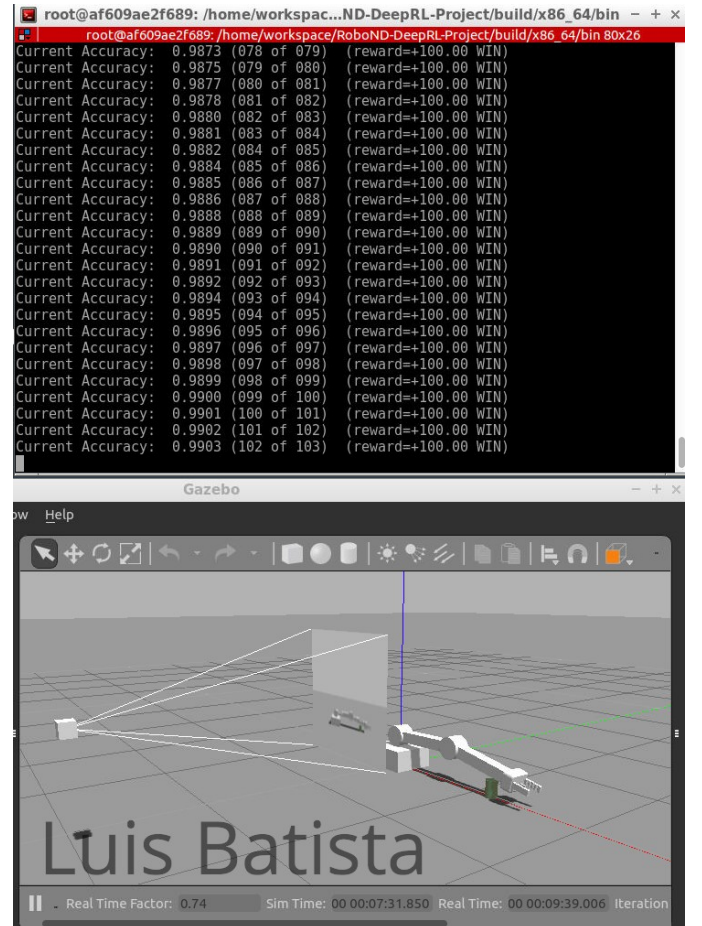 root@af609ae2f689: /home/workspac...ND-DeepRL-Project/build/x86_64/bin
root@af609ae2f689: /home/workspace/RoboND-DeepRL-Project/build/x86_64/bin 80x26
Current Accuracy:  0.9873 (078 of 079)  (reward=+100.00 WIN)
Current Accuracy:  0.9875 (079 of 080)  (reward=+100.00 WIN)
Current Accuracy:  0.9877 (080 of 081)  (reward=+100.00 WIN)
Current Accuracy:  0.9878 (081 of 082)  (reward=+100.00 WIN)
Current Accuracy:  0.9880 (082 of 083)  (reward=+100.00 WIN)
Current Accuracy:  0.9881 (083 of 084)  (reward=+100.00 WIN)
Current Accuracy:  0.9882 (084 of 085)  (reward=+100.00 WIN)
Current Accuracy:  0.9884 (085 of 086)  (reward=+100.00 WIN)
Current Accuracy:  0.9885 (086 of 087)  (reward=+100.00 WIN)
Current Accuracy:  0.9886 (087 of 088)  (reward=+100.00 WIN)
Current Accuracy:  0.9888 (088 of 089)  (reward=+100.00 WIN)
Current Accuracy:  0.9889 (089 of 090)  (reward=+100.00 WIN)
Current Accuracy:  0.9890 (090 of 091)  (reward=+100.00 WIN)
Current Accuracy:  0.9891 (091 of 092)  (reward=+100.00 WIN)
Current Accuracy:  0.9892 (092 of 093)  (reward=+100.00 WIN)
Current Accuracy:  0.9894 (093 of 094)  (reward=+100.00 WIN)
Current Accuracy:  0.9895 (094 of 095)  (reward=+100.00 WIN)
Current Accuracy:  0.9896 (095 of 096)  (reward=+100.00 WIN)
Current Accuracy:  0.9897 (096 of 097)  (reward=+100.00 WIN)
Current Accuracy:  0.9898 (097 of 098)  (reward=+100.00 WIN)
Current Accuracy:  0.9899 (098 of 099)  (reward=+100.00 WIN)
Current Accuracy:  0.9900 (099 of 100)  (reward=+100.00 WIN)
Current Accuracy:  0.9901 (100 of 101)  (reward=+100.00 WIN)
Current Accuracy:  0.9902 (101 of 102)  (reward=+100.00 WIN)
Current Accuracy:  0.9903 (102 of 103)  (reward=+100.00 WIN)
Gazebo
ow Help
Luis Batista
Real Time Factor: 0.74 Sim Time: 00 00:07:31.850 Real Time: 00 00:09:39.006 Iteration